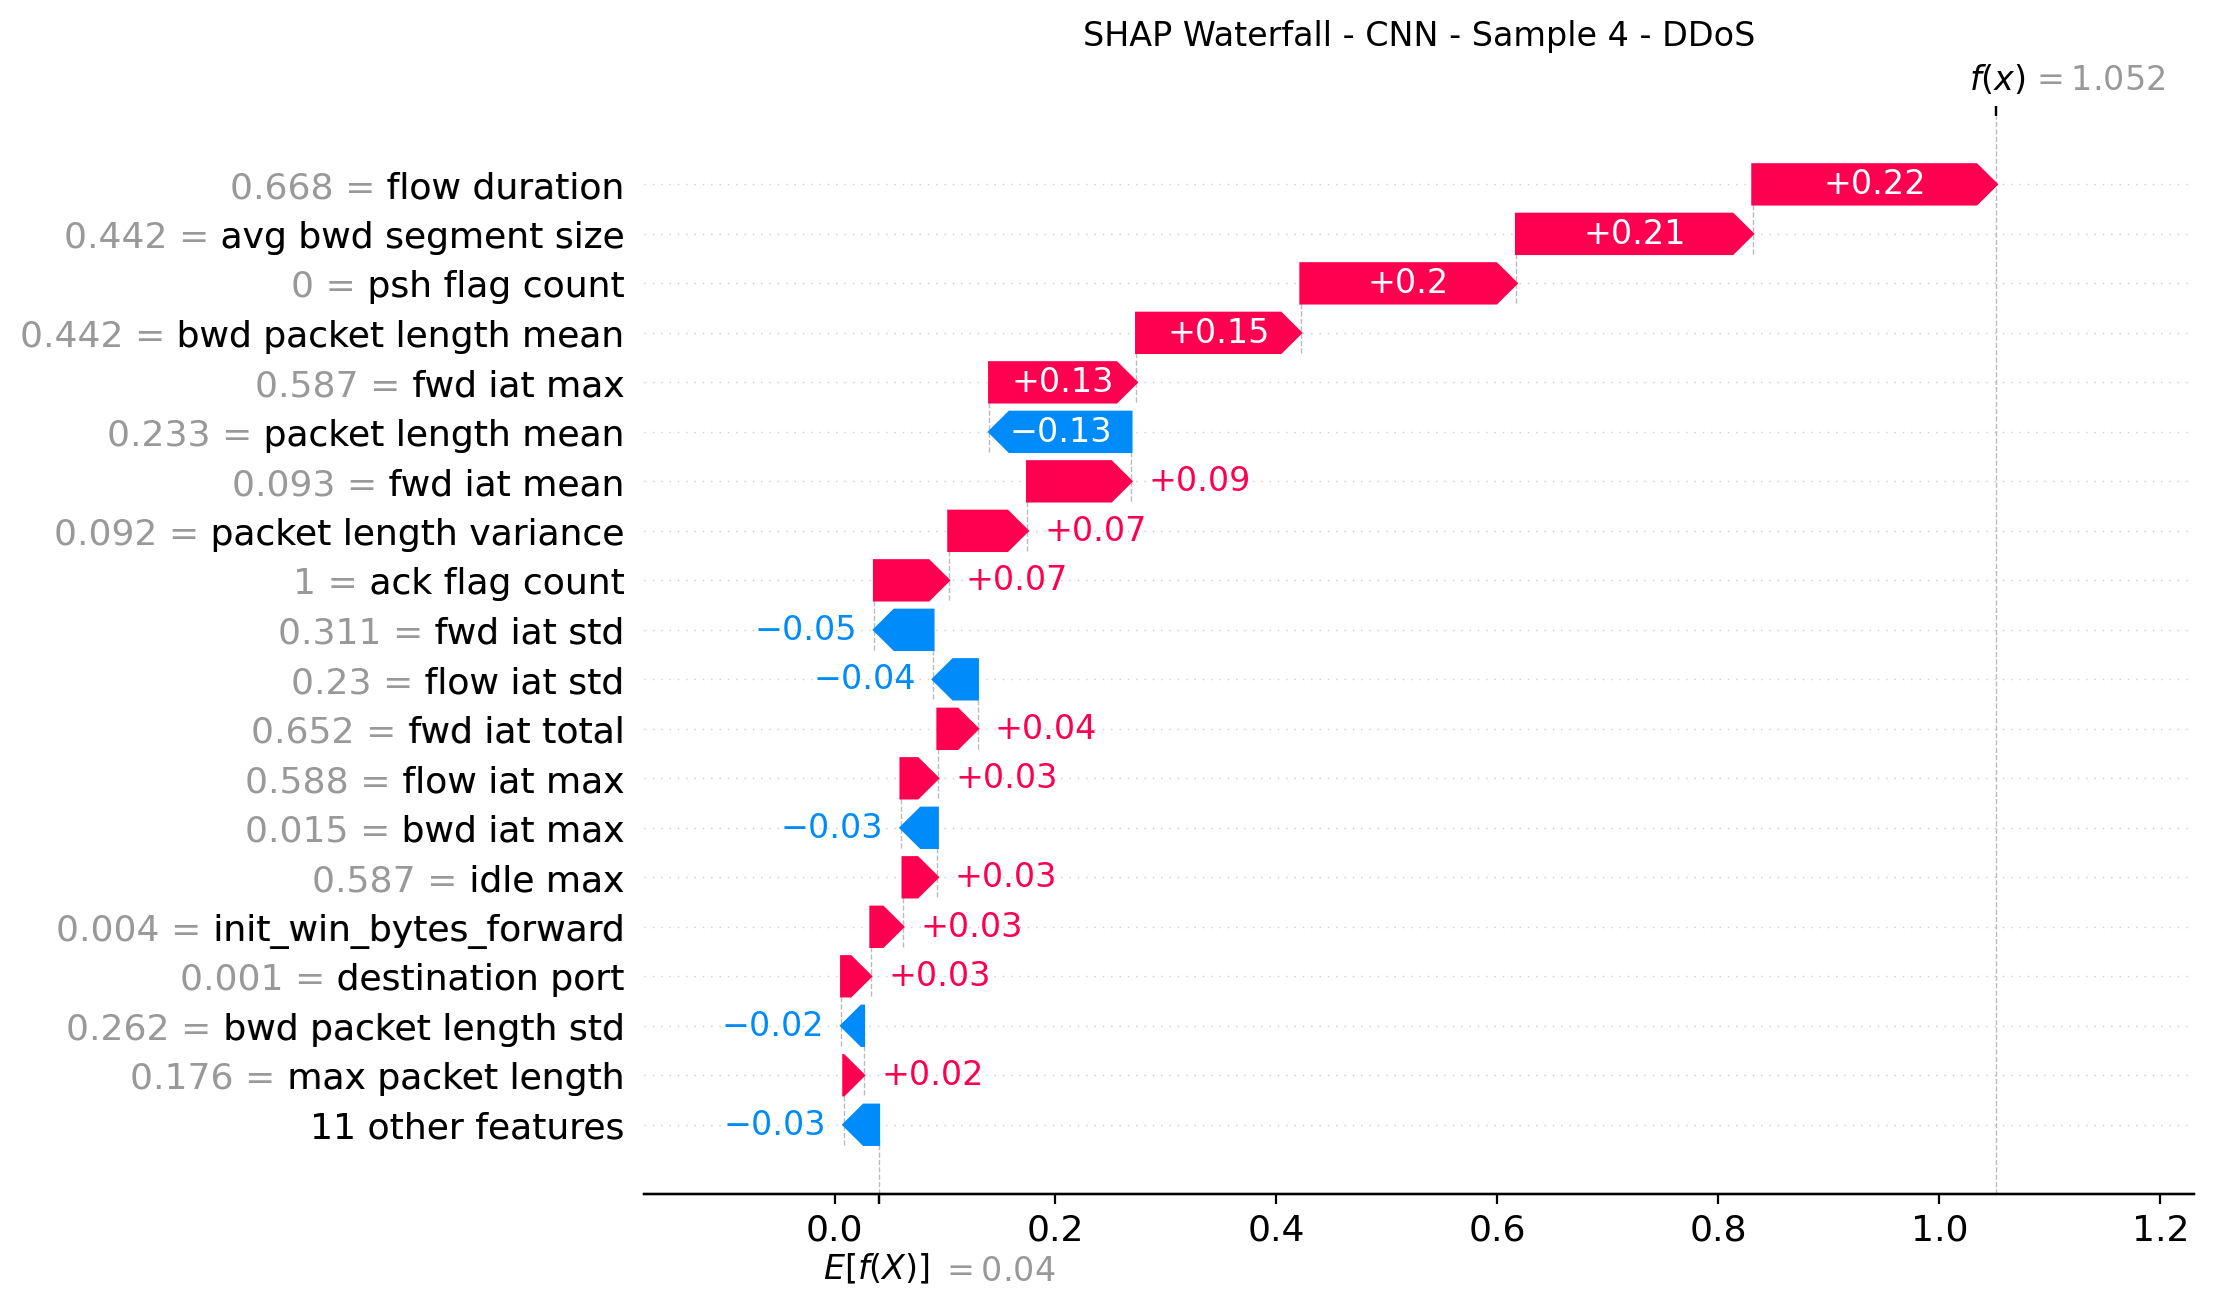 SHAP Waterfall - CNN - Sample 4 - DDoS
f(x) = 1.052
0.668 = flow duration +0.22
0.442 = avg bwd segment size +0.21
0 = psh flag count +0.2
0.442 = bwd packet length mean +0.15
0.587 = fwd iat max +0.13
0.233 = packet length mean −0.13
0.093 = fwd iat mean +0.09
0.092 = packet length variance +0.07
1 = ack flag count +0.07
0.311 = fwd iat std −0.05
0.23 = flow iat std −0.04
0.652 = fwd iat total +0.04
0.588 = flow iat max +0.03
0.015 = bwd iat max −0.03
0.587 = idle max +0.03
0.004 = init_win_bytes_forward +0.03
0.001 = destination port +0.03
0.262 = bwd packet length std −0.02
0.176 = max packet length +0.02
11 other features −0.03
0.0 0.2 0.4 0.6 0.8 1.0 1.2
E[f(X)] = 0.04